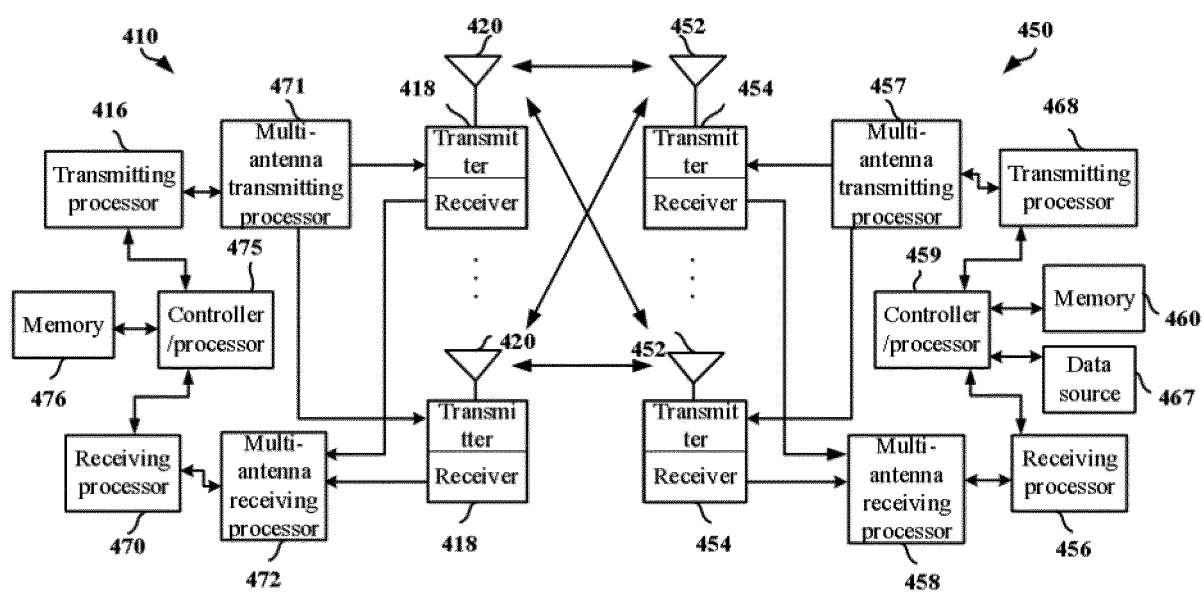 420
452
410
450
471
418
454
457
468
416
Multi-
antenna
transmitting
processor
Transmit
ter
Receiver
Transmit
ter
Receiver
Multi-
antenna
transmitting
processor
Transmitting
processor
Transmitting
processor
475
459
Memory
Controller
/processor
Controller
/processor
Memory
460
476
Data
source
467
420
452
Transmi
tter
Receiver
Transmit
ter
Receiver
Receiving
processor
Multi-
antenna
receiving
processor
Multi-
antenna
receiving
processor
Receiving
processor
470
472
418
454
458
456